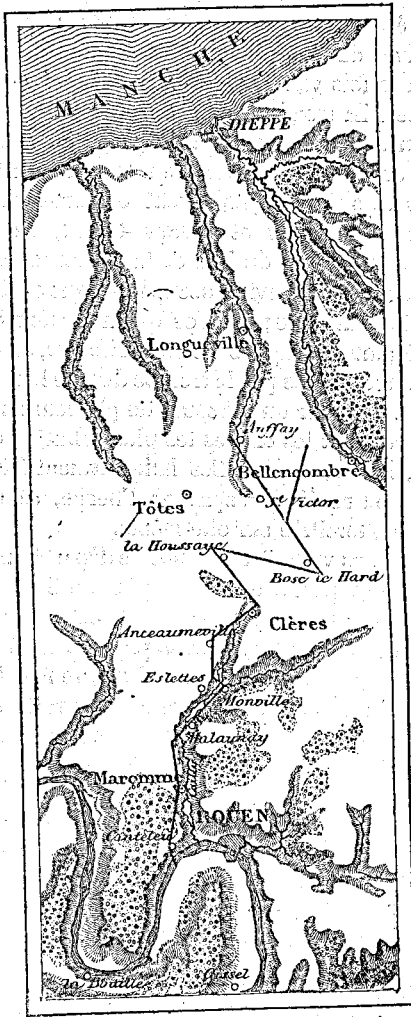 MANCHE
DIEPPE
Longueville
Auffay
Bellencombre
St Victor
Tôtes
la Houssaye
Bosc le Hard
Clères
Anceaumeville
Eslettes
Monville
Malaunay
Maromme
ROUEN
Canteleu
la Bouille
Oissel